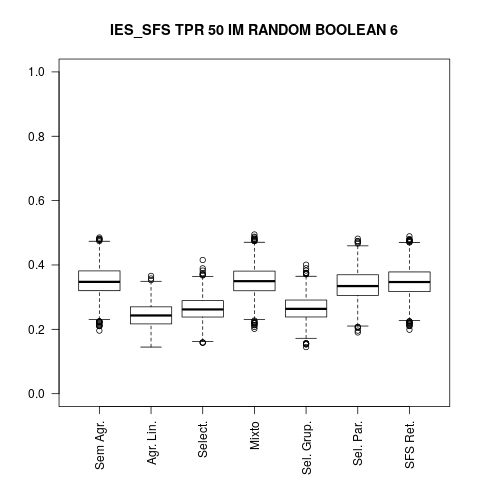 IES_SFS TPR 50 IM RANDOM BOOLEAN 6
1.0
0.8
0.6
0.4
0.2
0.0
Sem Agr.
Agr. Lin.
Select.
Mixto
Sel. Grup.
Sel. Par.
SFS Ret.